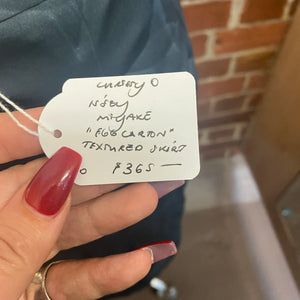 ISSEY
MIYAKE
"EGG CARTON"
TEXTURED SKIRT
$365 —